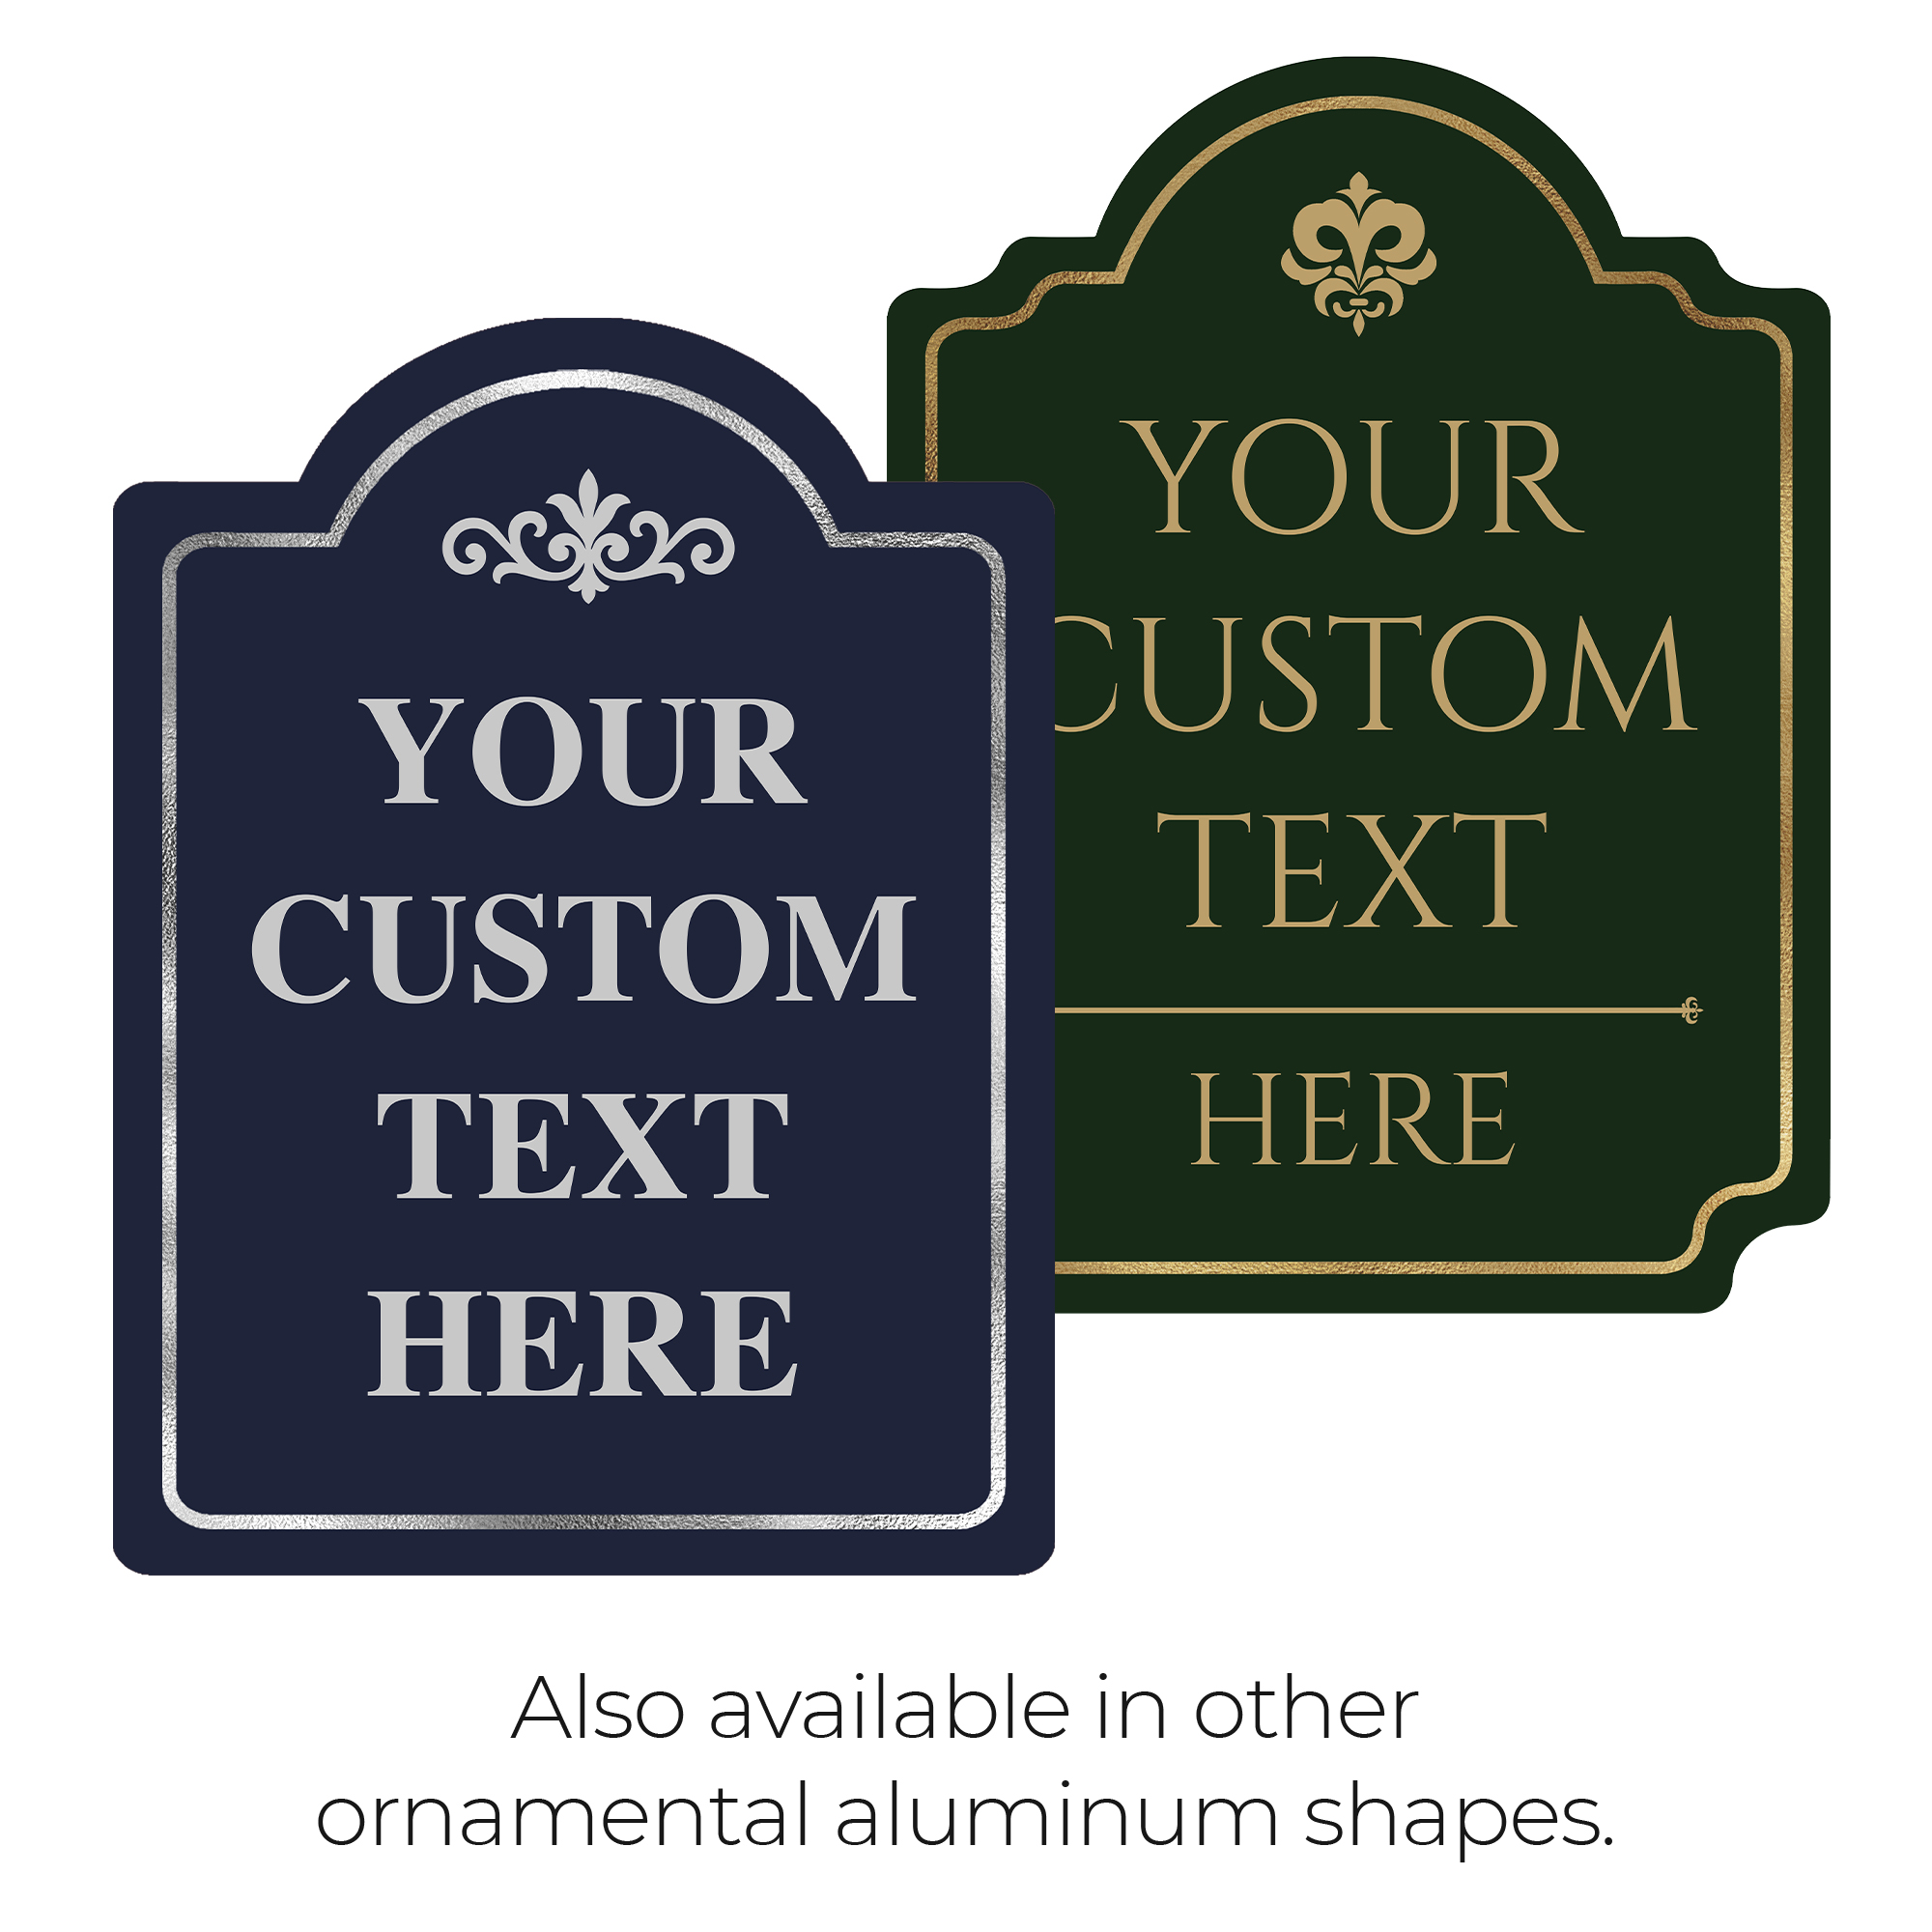 YOUR
CUSTOM
TEXT
HERE
YOUR
CUSTOM
TEXT
HERE
Also available in other
ornamental aluminum shapes.